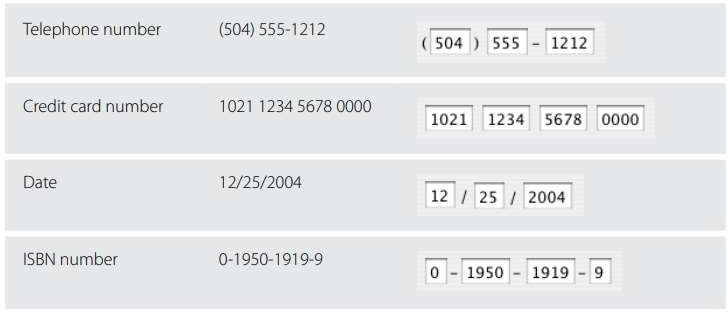 Telephone number (504) 555-1212 ( 504 ) 555 - 1212
Credit card number 1021 1234 5678 0000 1021 1234 5678 0000
Date 12/25/2004 12 / 25 / 2004
ISBN number 0-1950-1919-9 0 - 1950 - 1919 - 9